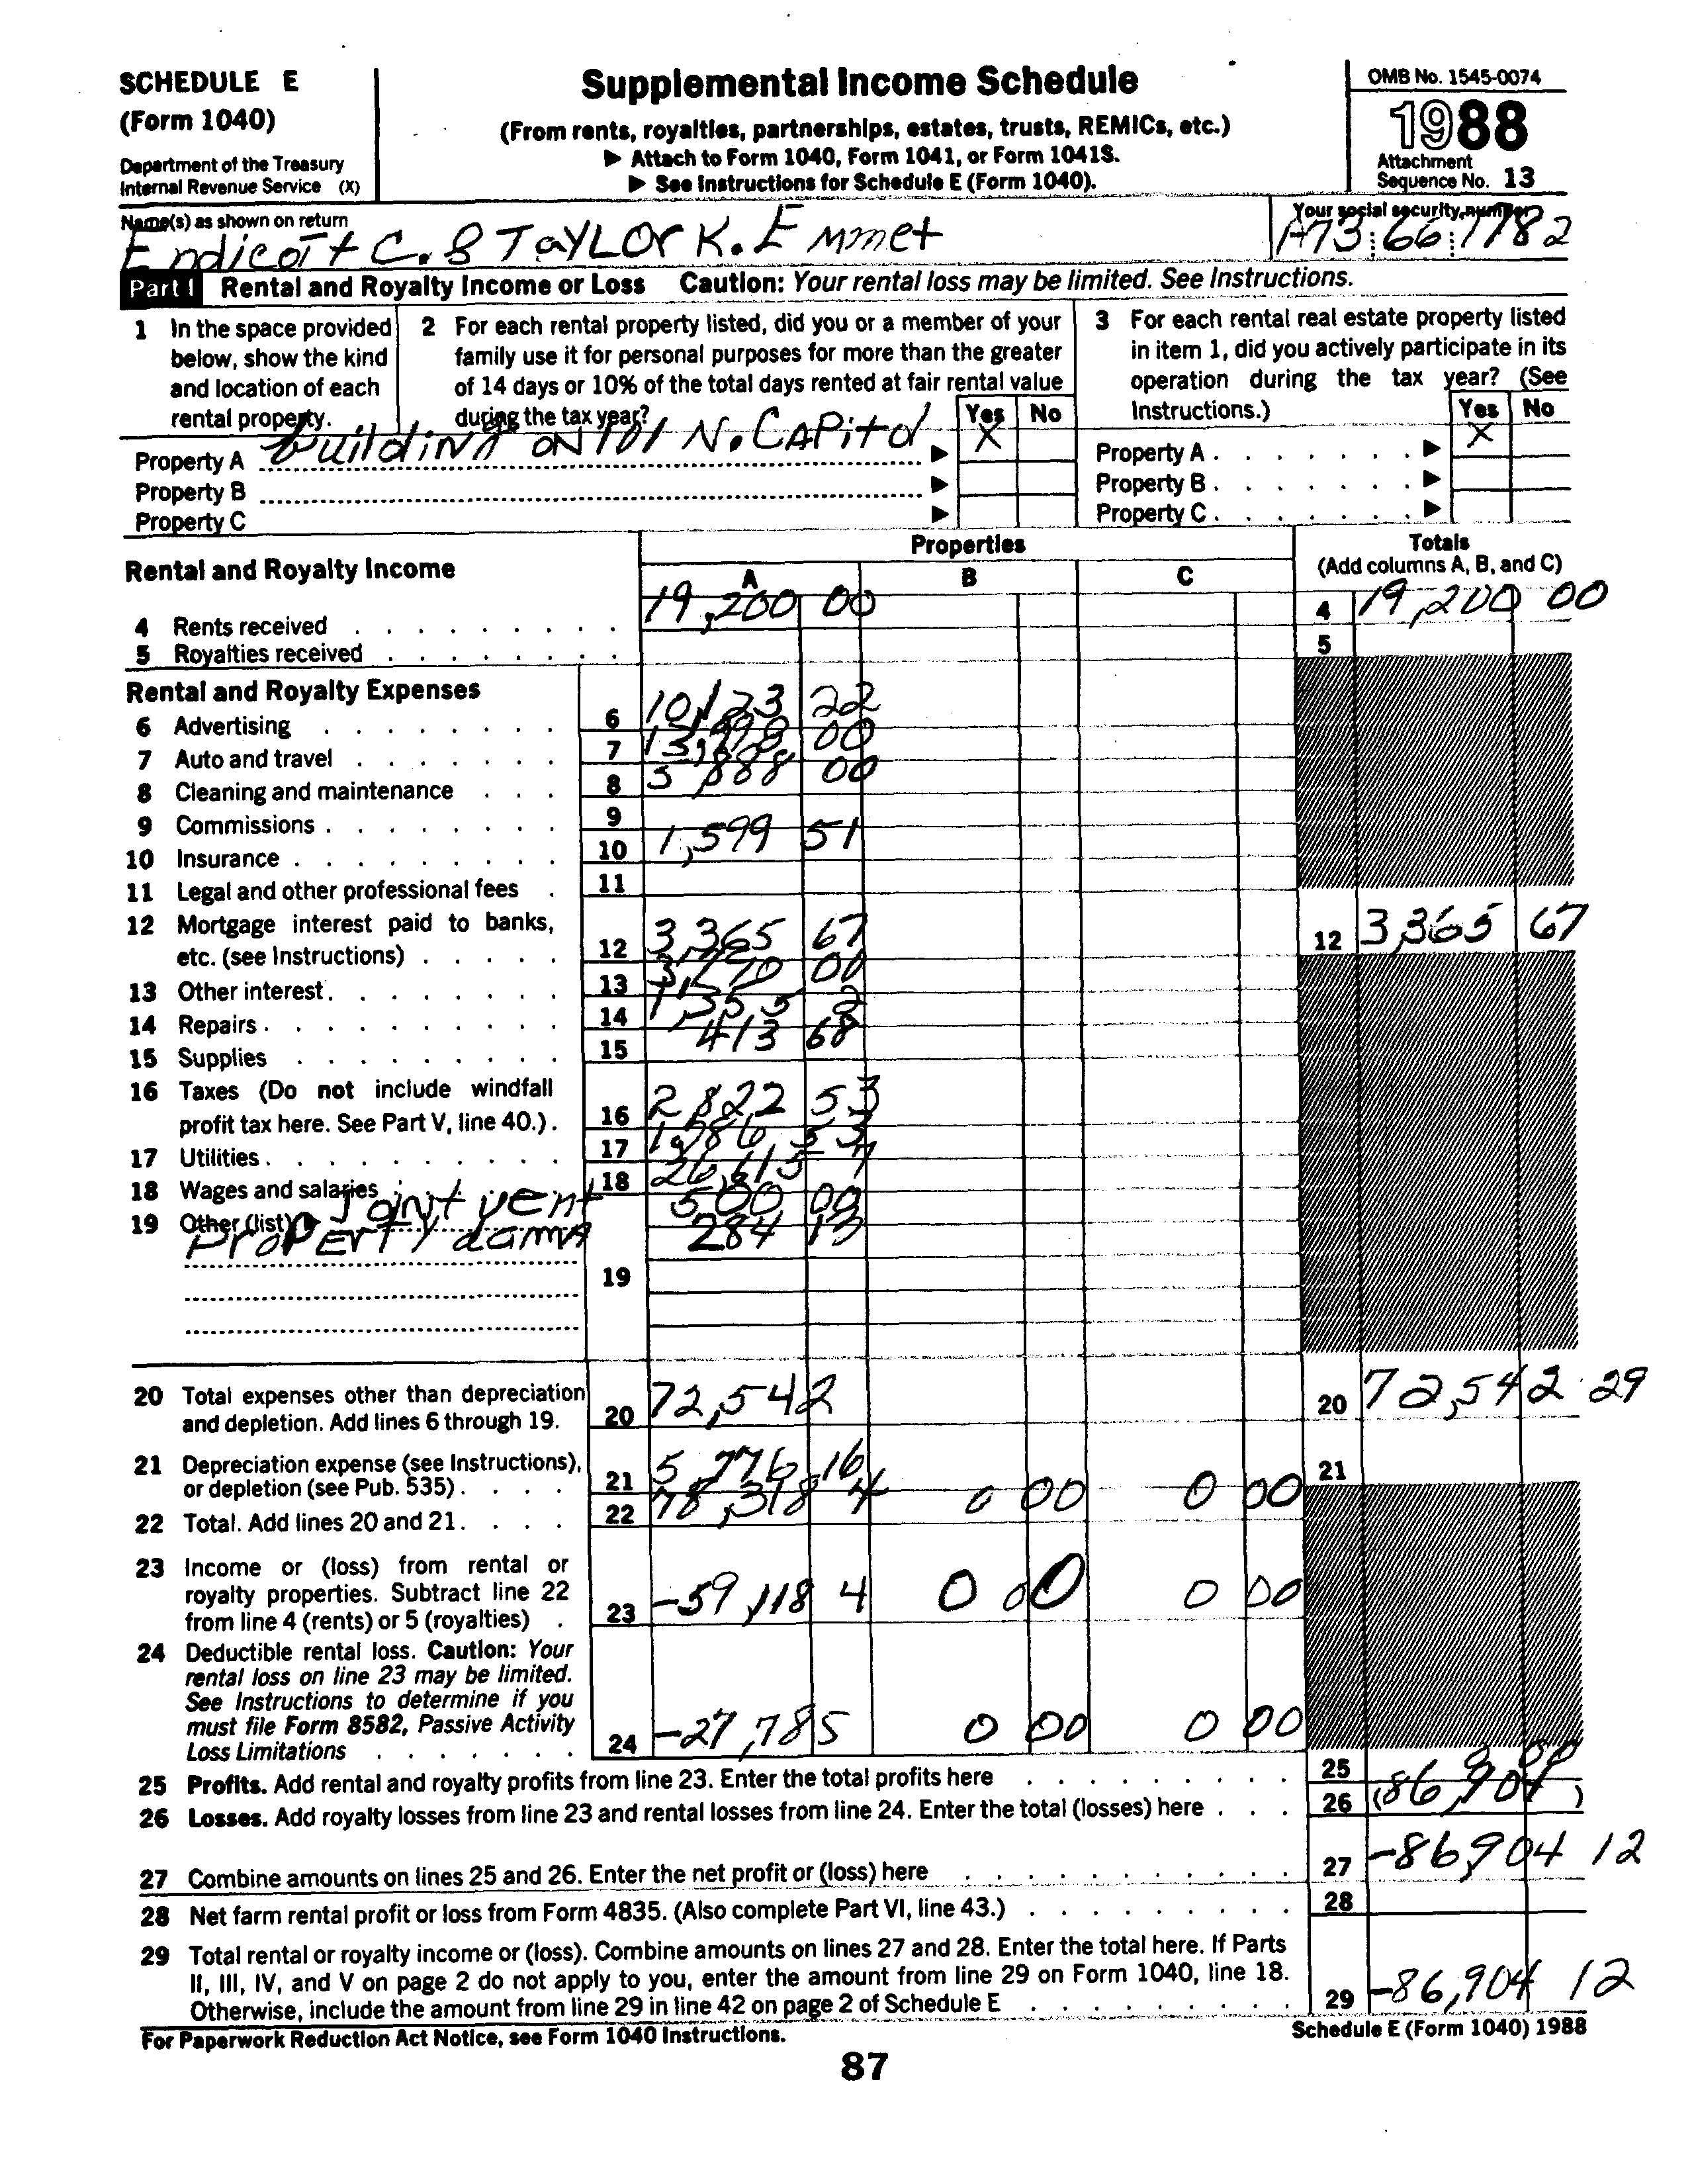 SCHEDULE E
(Form 1040)
Department of the Treasury
Internal Revenue Service (X)
Supplemental Income Schedule
(From rents, royalties, partnerships, estates, trusts, REMICs, etc.)
▶ Attach to Form 1040, Form 1041, or Form 1041S.
▶ See Instructions for Schedule E (Form 1040).
OMB No. 1545-0074
1988
Attachment
Sequence No. 13
Name(s) as shown on return
Endicott C. & TaYLOr K. Emmet
Your social security number
A73 66 7782
Part I Rental and Royalty Income or Loss Caution: Your rental loss may be limited. See Instructions.
1 In the space provided
below, show the kind
and location of each
rental property.
2 For each rental property listed, did you or a member of your
family use it for personal purposes for more than the greater
of 14 days or 10% of the total days rented at fair rental value
during the tax year?
Yes No
3 For each rental real estate property listed
in item 1, did you actively participate in its
operation during the tax year? (See
Instructions.)
Yes No
Property A building ON 101 N. CAPitol ▶ X
Property B ▶
Property C ▶
Property A ▶ X
Property B ▶
Property C ▶
Rental and Royalty Income
Properties
A B C
Totals
(Add columns A, B, and C)
4 Rents received 19,200 00 4 19,200 00
5 Royalties received 5
Rental and Royalty Expenses
6 Advertising 6 10,123 22
7 Auto and travel 7 00
8 Cleaning and maintenance 8 00
9 Commissions 9
10 Insurance 10 1,599 51
11 Legal and other professional fees 11
12 Mortgage interest paid to banks,
etc. (see Instructions) 12 3,365 67 12 3,365 67
13 Other interest 13 00
14 Repairs 14 1,355 2
15 Supplies 15 413 68
16 Taxes (Do not include windfall
profit tax here. See Part V, line 40.) 16 2,822 53
17 Utilities 17 53
18 Wages and salaries 18 26,615 7
19 Other (list) ▶ Joint vent 500 00
ProPErty dama 284 13
19
20 Total expenses other than depreciation
and depletion. Add lines 6 through 19. 20 72,542 20 72,542 29
21 Depreciation expense (see Instructions),
or depletion (see Pub. 535) 21 5,776 16 21
22 Total. Add lines 20 and 21 22 78,318 4 0 00 0 00
23 Income or (loss) from rental or
royalty properties. Subtract line 22
from line 4 (rents) or 5 (royalties) 23 -59,118 4 0 00 0 00
24 Deductible rental loss. Caution: Your
rental loss on line 23 may be limited.
See Instructions to determine if you
must file Form 8582, Passive Activity
Loss Limitations 24 -27,785 0 00 0 00
25 Profits. Add rental and royalty profits from line 23. Enter the total profits here 25 0 00
26 Losses. Add royalty losses from line 23 and rental losses from line 24. Enter the total (losses) here 26 (86,904)
27 Combine amounts on lines 25 and 26. Enter the net profit or (loss) here 27 -86,904 12
28 Net farm rental profit or loss from Form 4835. (Also complete Part VI, line 43.) 28
29 Total rental or royalty income or (loss). Combine amounts on lines 27 and 28. Enter the total here. If Parts
II, III, IV, and V on page 2 do not apply to you, enter the amount from line 29 on Form 1040, line 18.
Otherwise, include the amount from line 29 in line 42 on page 2 of Schedule E 29 -86,904 12
For Paperwork Reduction Act Notice, see Form 1040 Instructions.
Schedule E (Form 1040) 1988
87